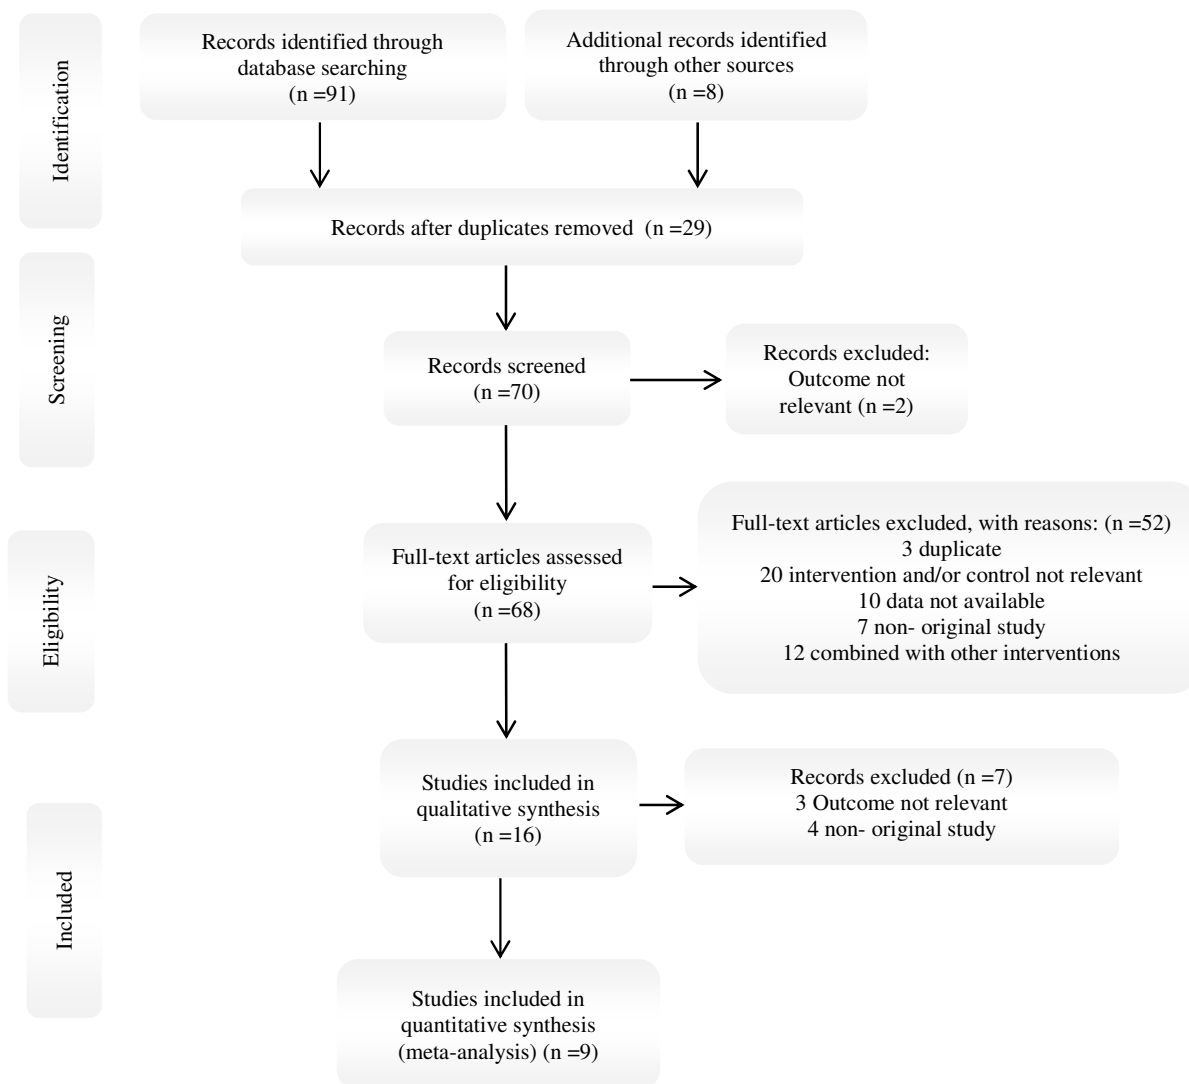 Identification
Records identified through
database searching
(n =91)
Additional records identified
through other sources
(n =8)
Records after duplicates removed (n =29)
Screening
Records screened
(n =70)
Records excluded:
Outcome not
relevant (n =2)
Eligibility
Full-text articles assessed
for eligibility
(n =68)
Full-text articles excluded, with reasons: (n =52)
3 duplicate
20 intervention and/or control not relevant
10 data not available
7 non- original study
12 combined with other interventions
Included
Studies included in
qualitative synthesis
(n =16)
Records excluded (n =7)
3 Outcome not relevant
4 non- original study
Studies included in
quantitative synthesis
(meta-analysis) (n =9)